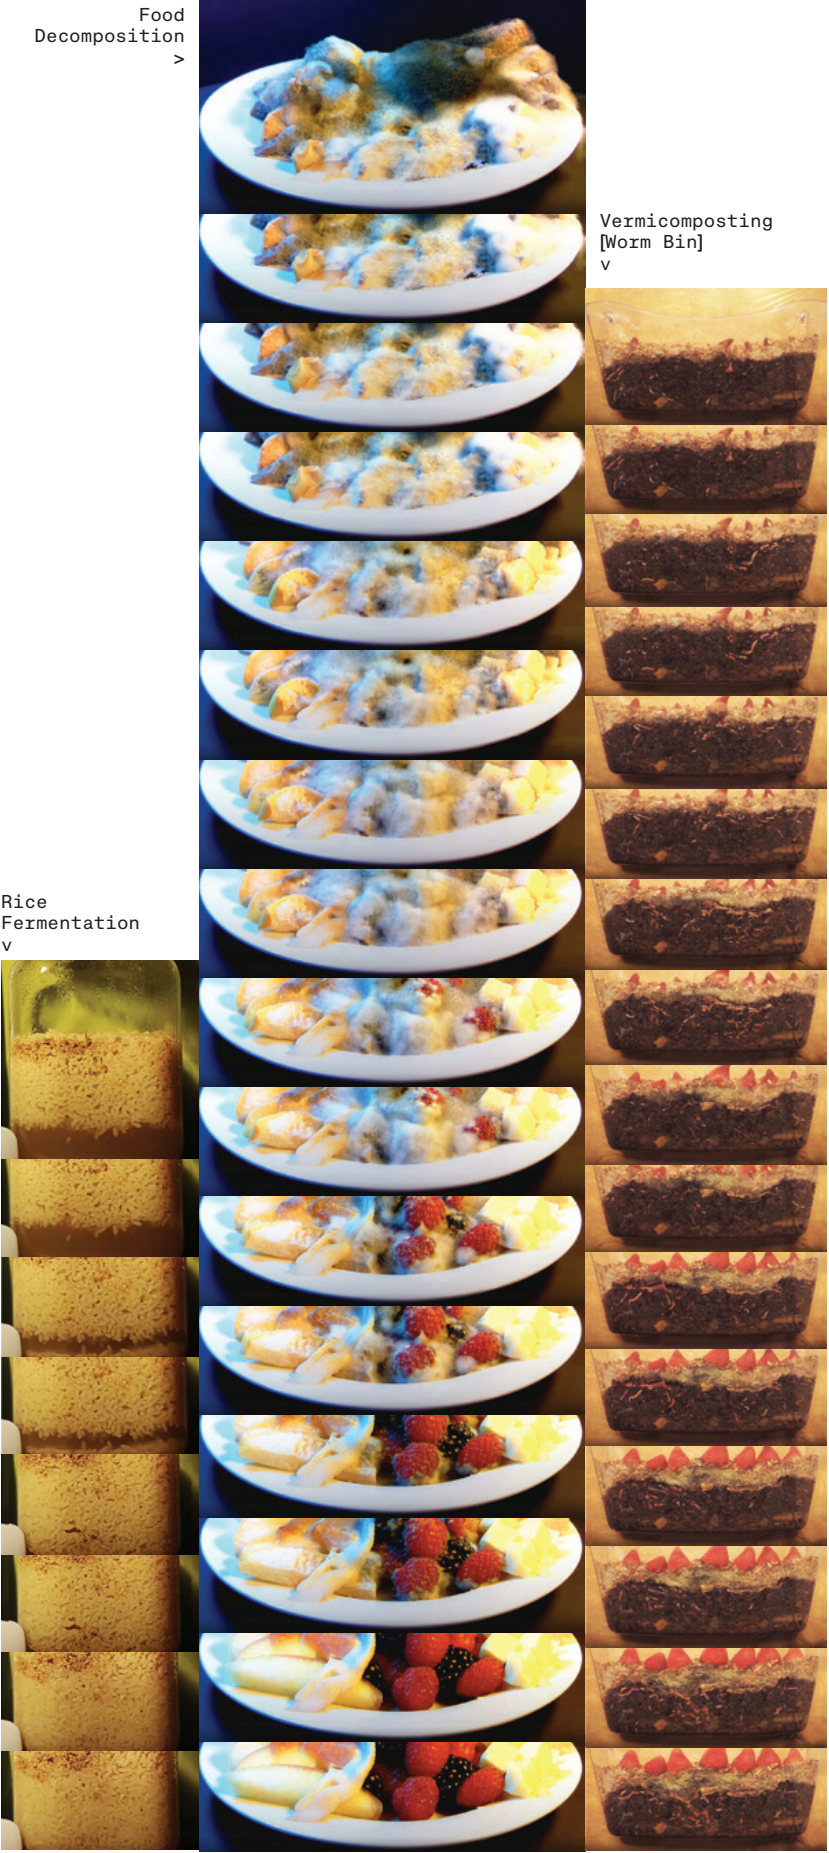 Food
Decomposition
>
Vermicomposting
[Worm Bin]
v
Rice
Fermentation
v